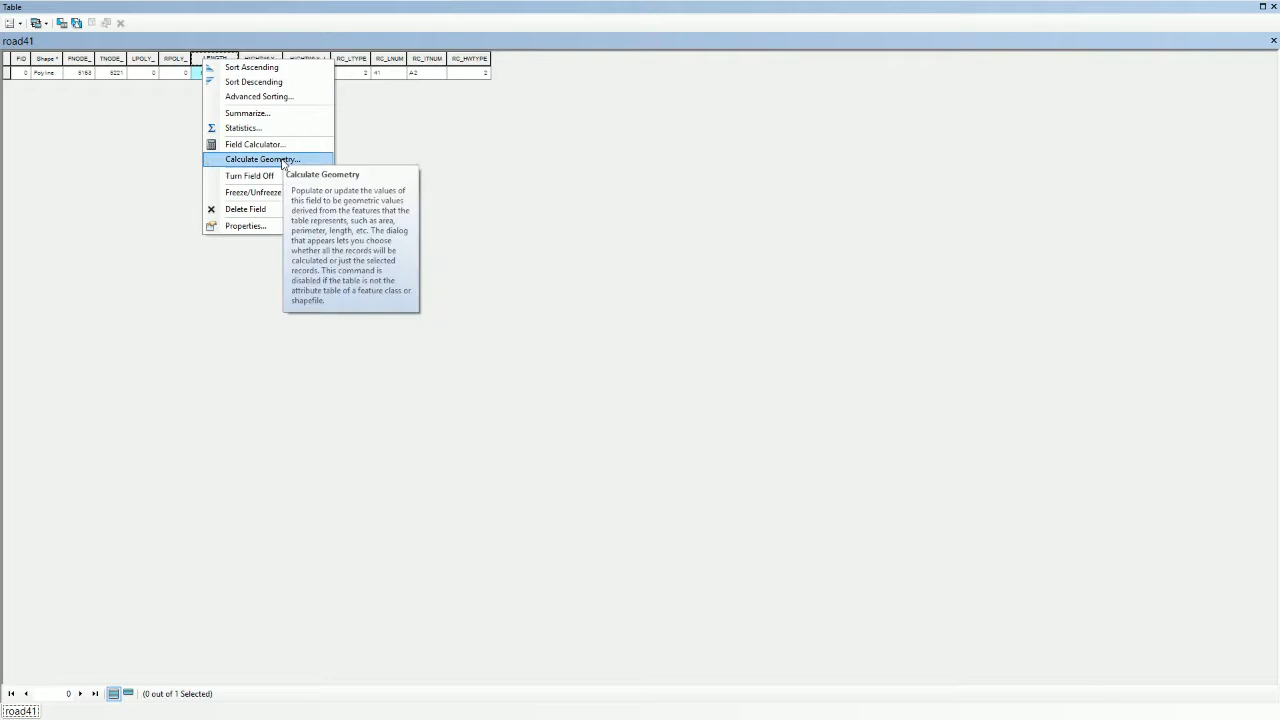 Table
road41
FID Shape * FNODE_ TNODE_ LPOLY_ RPOLY_ LENGTH RC_LTYPE RC_LNUM RC_ITNUM RC_HWTYPE
0 Polyline 0 0 2 41 A2 2
Sort Ascending
Sort Descending
Advanced Sorting...
Summarize...
Σ Statistics...
Field Calculator...
Calculate Geometry...
Turn Field Off
Freeze/Unfreeze
Delete Field
Properties...
Calculate Geometry
Populate or update the values of
this field to be geometric values
derived from the features that the
table represents, such as area,
perimeter, length, etc. The dialog
that appears lets you choose
whether all the records will be
calculated or just the selected
records. This command is
disabled if the table is not the
attribute table of a feature class or
shapefile.
0 (0 out of 1 Selected)
road41